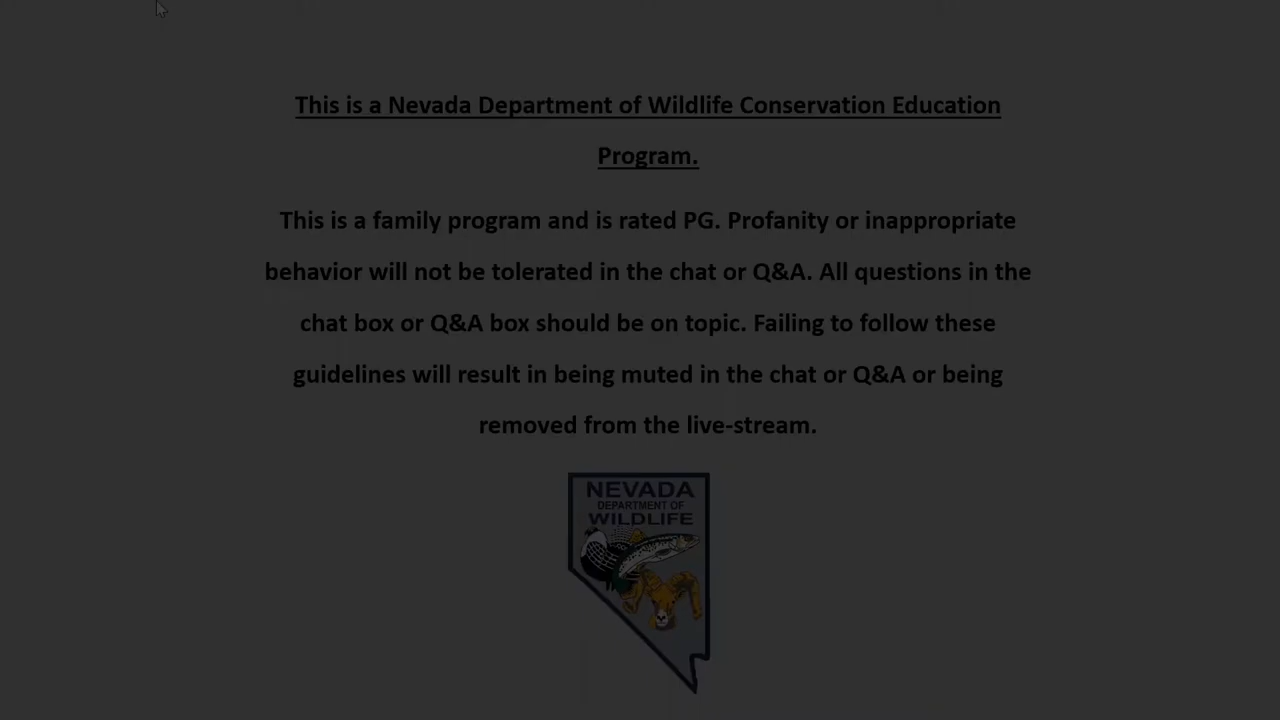 This is a Nevada Department of Wildlife Conservation Education
Program.
This is a family program and is rated PG. Profanity or inappropriate
behavior will not be tolerated in the chat or Q&A. All questions in the
chat box or Q&A box should be on topic. Failing to follow these
guidelines will result in being muted in the chat or Q&A or being
removed from the live-stream.
NEVADA
DEPARTMENT OF
WILDLIFE